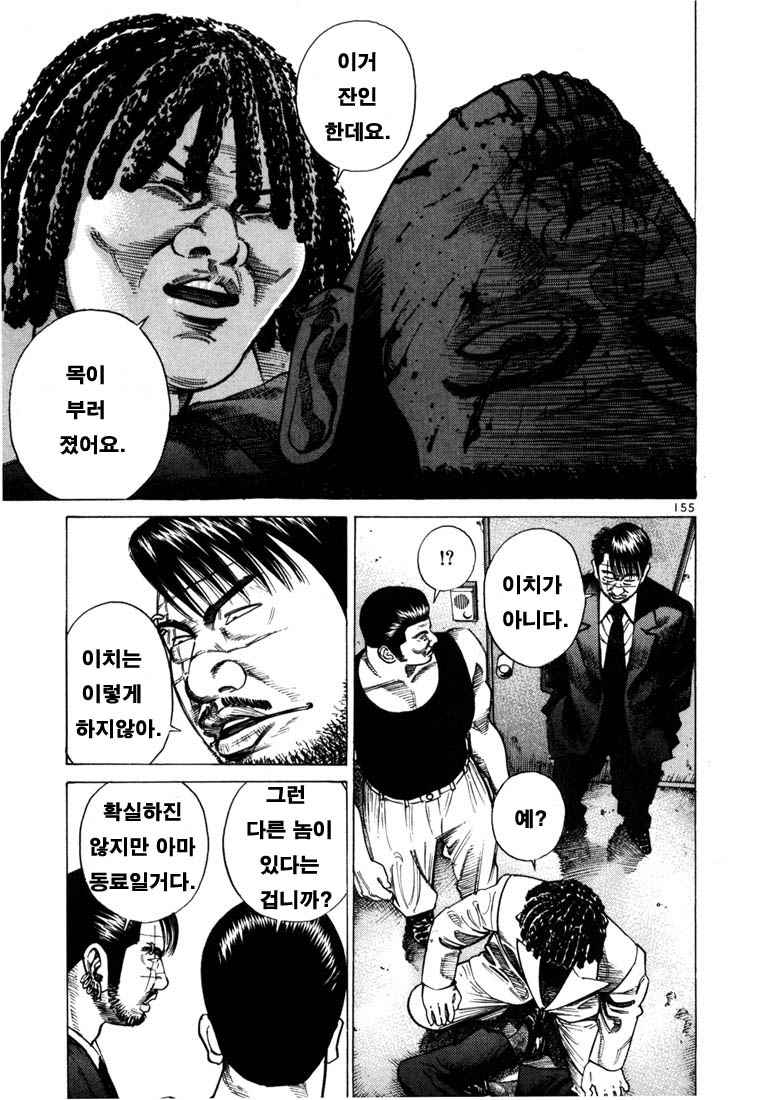 이거
잔인
한데요.
목이
부러
졌어요.
155
!?
이치가
아니다.
예?
이치는
이렇게
하지않아.
그런
다른 놈이
있다는
겁니까?
확실하진
않지만 아마
동료일거다.